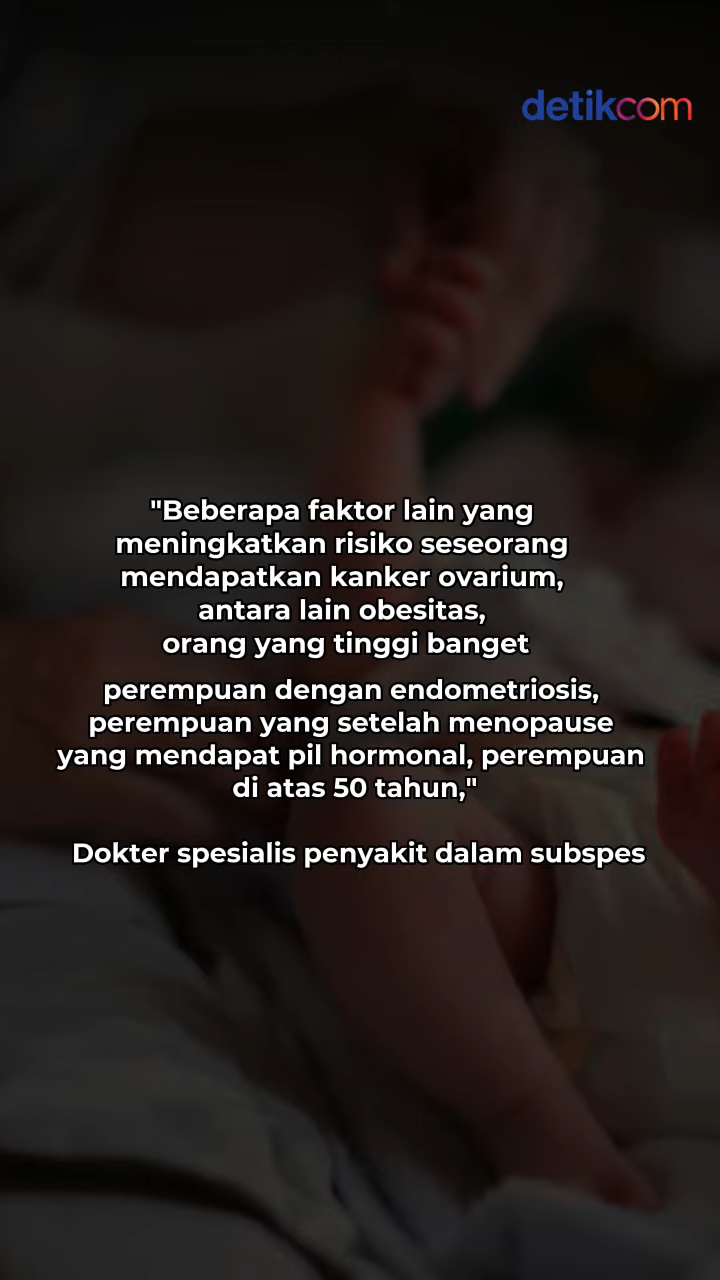 detikcom
"Beberapa faktor lain yang
meningkatkan risiko seseorang
mendapatkan kanker ovarium,
antara lain obesitas,
orang yang tinggi banget
perempuan dengan endometriosis,
perempuan yang setelah menopause
yang mendapat pil hormonal, perempuan
di atas 50 tahun,"
Dokter spesialis penyakit dalam subspes